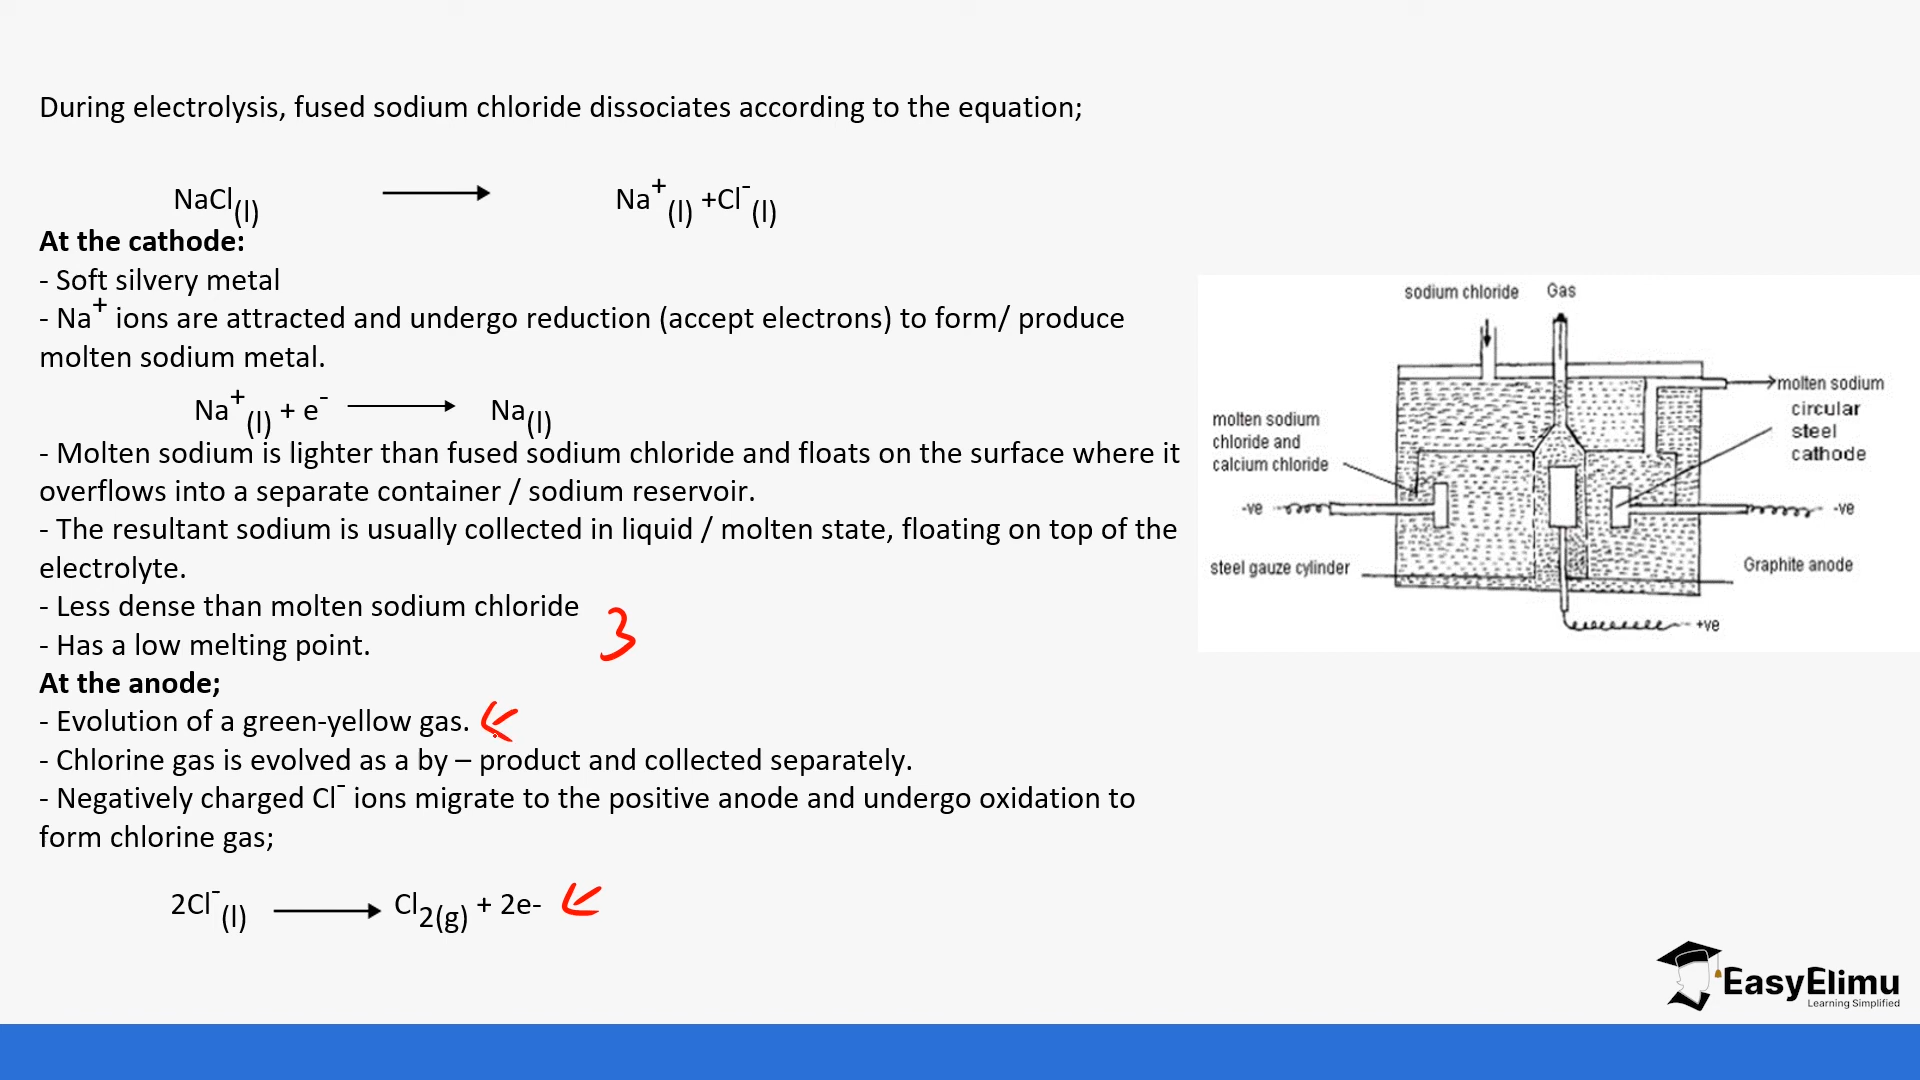 During electrolysis, fused sodium chloride dissociates according to the equation;
NaCl(l) → Na⁺(l) +Cl⁻(l)
At the cathode:
- Soft silvery metal
- Na⁺ ions are attracted and undergo reduction (accept electrons) to form/ produce
molten sodium metal.
Na⁺(l) + e⁻ → Na(l)
- Molten sodium is lighter than fused sodium chloride and floats on the surface where it
overflows into a separate container / sodium reservoir.
- The resultant sodium is usually collected in liquid / molten state, floating on top of the
electrolyte.
- Less dense than molten sodium chloride
- Has a low melting point.
3
At the anode;
- Evolution of a green-yellow gas.
- Chlorine gas is evolved as a by – product and collected separately.
- Negatively charged Cl⁻ ions migrate to the positive anode and undergo oxidation to
form chlorine gas;
2Cl⁻(l) → Cl₂(g) + 2e-
sodium chloride
Gas
molten sodium
circular
steel
cathode
molten sodium
chloride and
calcium chloride
-ve
-ve
steel gauze cylinder
Graphite anode
+ve
EasyElimu
Learning Simplified